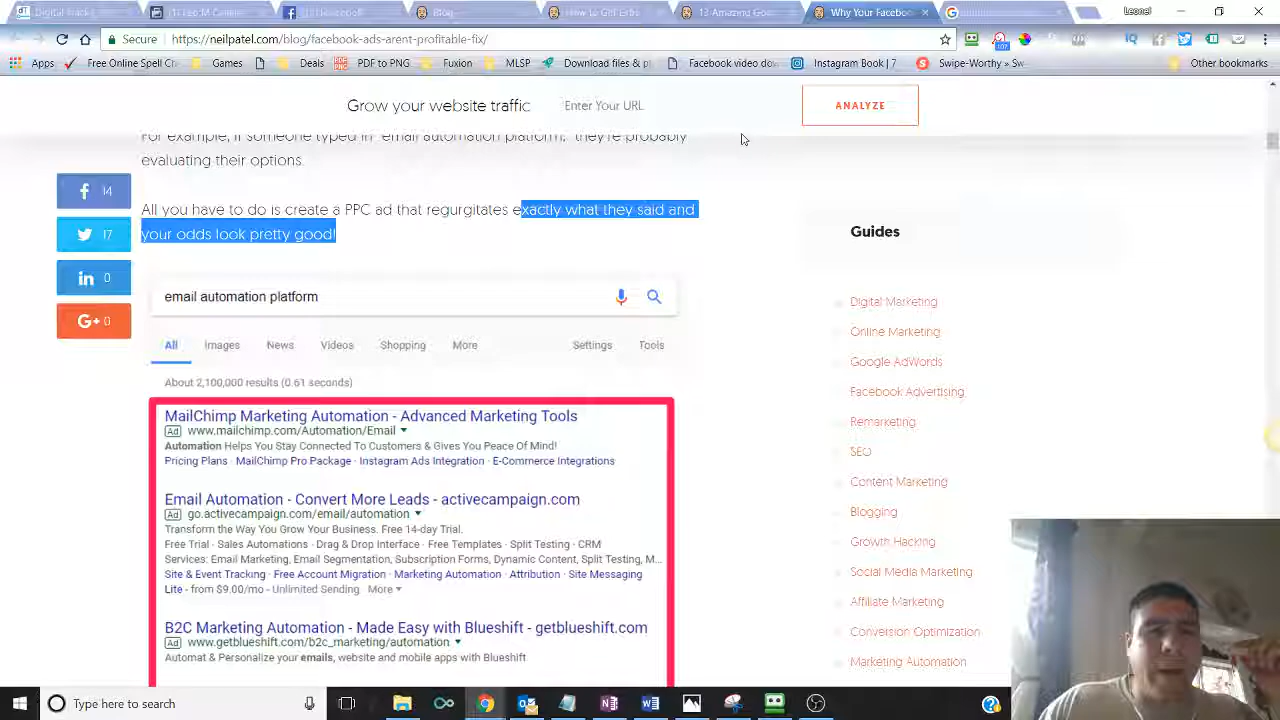 Digital Track
Blog
How to Get Extra
13 Amazing Goo
Why Your Facebo
Leonel
Secure
https://neilpatel.com/blog/facebook-ads-arent-profitable-fix/
Apps
Free Online Spell Ch
Games
Deals
PDF to PNG
Fuxion
MLSP
Download files & p
Facebook video dow
Instagram Book | 7
Swipe-Worthy » Sw
Other bookmarks
Grow your website traffic
Enter Your URL
ANALYZE
For example, if someone typed in "email automation platform," they're probably
evaluating their options.
All you have to do is create a PPC ad that regurgitates exactly what they said and
your odds look pretty good!
14
17
0
G+ 0
email automation platform
All Images News Videos Shopping More Settings Tools
About 2,100,000 results (0.61 seconds)
MailChimp Marketing Automation - Advanced Marketing Tools
Ad www.mailchimp.com/Automation/Email
Automation Helps You Stay Connected To Customers & Gives You Peace Of Mind!
Pricing Plans · MailChimp Pro Package · Instagram Ads Integration · E-Commerce Integrations
Email Automation - Convert More Leads - activecampaign.com
Ad go.activecampaign.com/email/automation
Transform the Way You Grow Your Business. Free 14-day Trial.
Free Trial · Sales Automations · Drag & Drop Interface · Free Templates · Split Testing · CRM
Services: Email Marketing, Email Segmentation, Subscription Forms, Dynamic Content, Split Testing, M...
Site & Event Tracking · Free Account Migration · Marketing Automation · Attribution · Site Messaging
Lite - from $9.00/mo - Unlimited Sending More
B2C Marketing Automation - Made Easy with Blueshift - getblueshift.com
Ad www.getblueshift.com/b2c_marketing/automation
Automat & Personalize your emails, website and mobile apps with Blueshift
Guides
Digital Marketing
Online Marketing
Google AdWords
Facebook Advertising
Remarketing
SEO
Content Marketing
Blogging
Growth Hacking
Social Media Marketing
Affiliate Marketing
Conversion Optimization
Marketing Automation
Type here to search